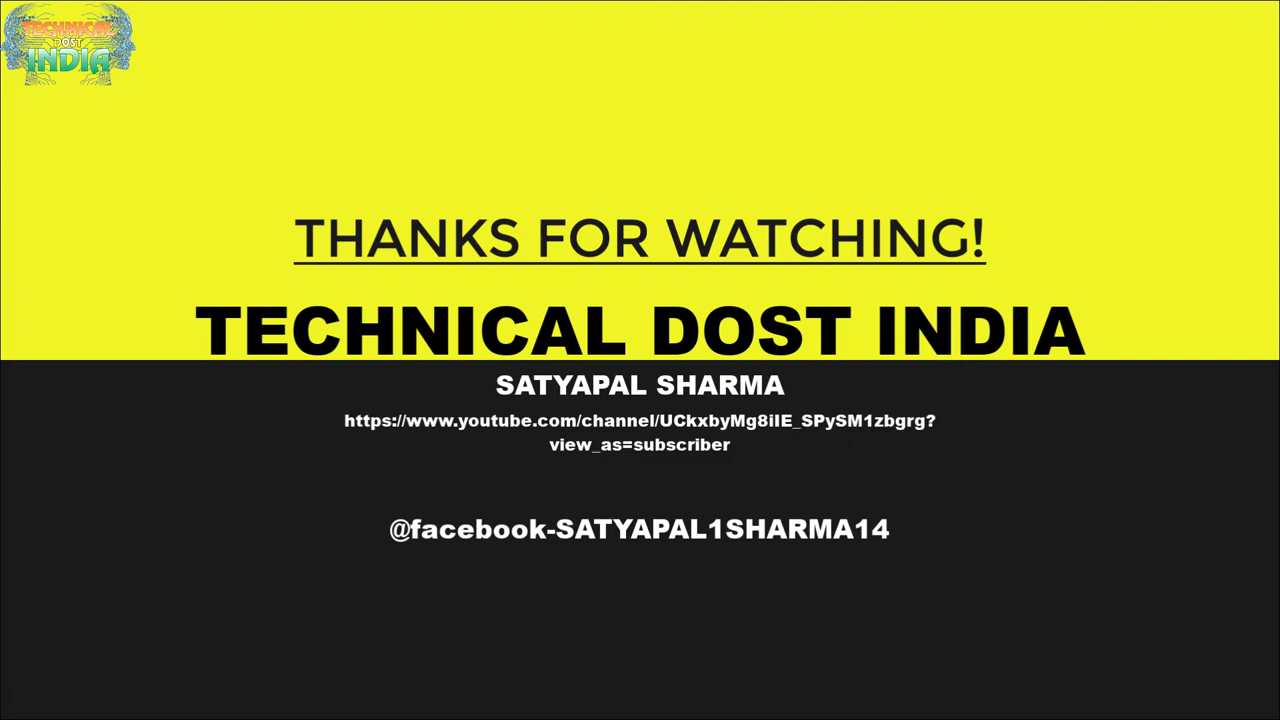 TECHNICAL
DOST
INDIA
THANKS FOR WATCHING!
TECHNICAL DOST INDIA
SATYAPAL SHARMA
https://www.youtube.com/channel/UCkxbyMg8iIE_SPySM1zbgrg?
view_as=subscriber
@facebook-SATYAPAL1SHARMA14